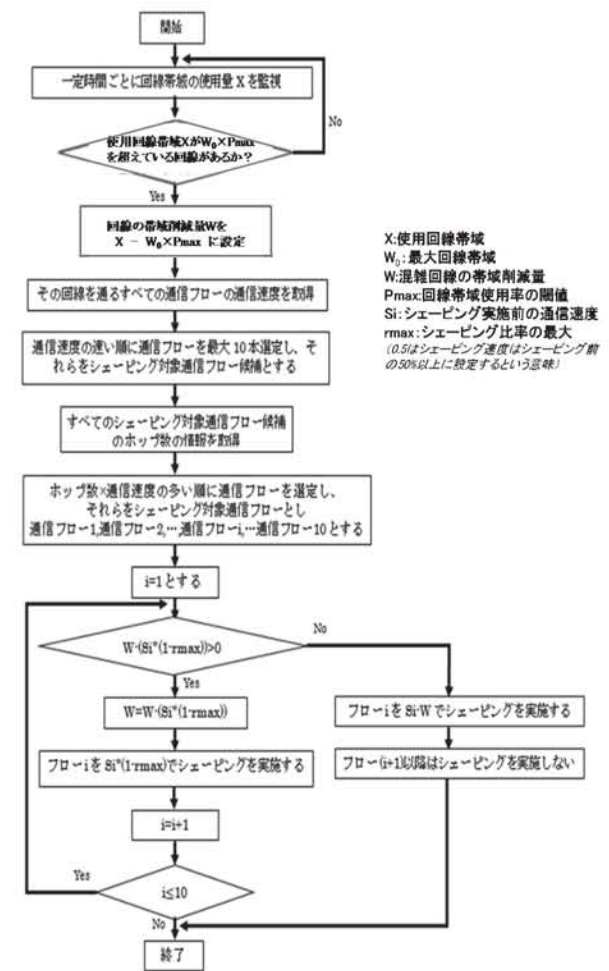 開始
一定時間ごとに回線帯域の使用量 X を監視
No
使用回線帯域XがW₀×Pmax
を超えている回線があるか？
Yes
回線の帯域削減量Wを
X － W₀×Pmax に設定
その回線を通るすべての通信フローの通信速度を取得
通信速度の速い順に通信フローを最大 10 本選定し、そ
れらをシェーピング対象通信フロー候補とする
すべてのシェーピング対象通信フロー候補
のホップ数の情報を取得
ホップ数×通信速度の多い順に通信フローを選定し、
それらをシェーピング対象通信フローとし
通信フロー1,通信フロー2,…,通信フローi,…通信フロー10 とする
i=1 とする
W-(Si*(1-rmax))>0
No
Yes
W=W-(Si*(1-rmax))
フロー i を Si*(1-rmax)でシェーピングを実施する
i=i+1
Yes
i≤10
No
終了
フロー i を Si-W でシェーピングを実施する
フロー(i+1)以降はシェーピングを実施しない
X:使用回線帯域
W₀:最大回線帯域
W:混雑回線の帯域削減量
Pmax:回線帯域使用率の閾値
Si:シェーピング実施前の通信速度
rmax:シェーピング比率の最大
(0.5はシェーピング速度はシェーピング前
の50%以上に設定するという意味)